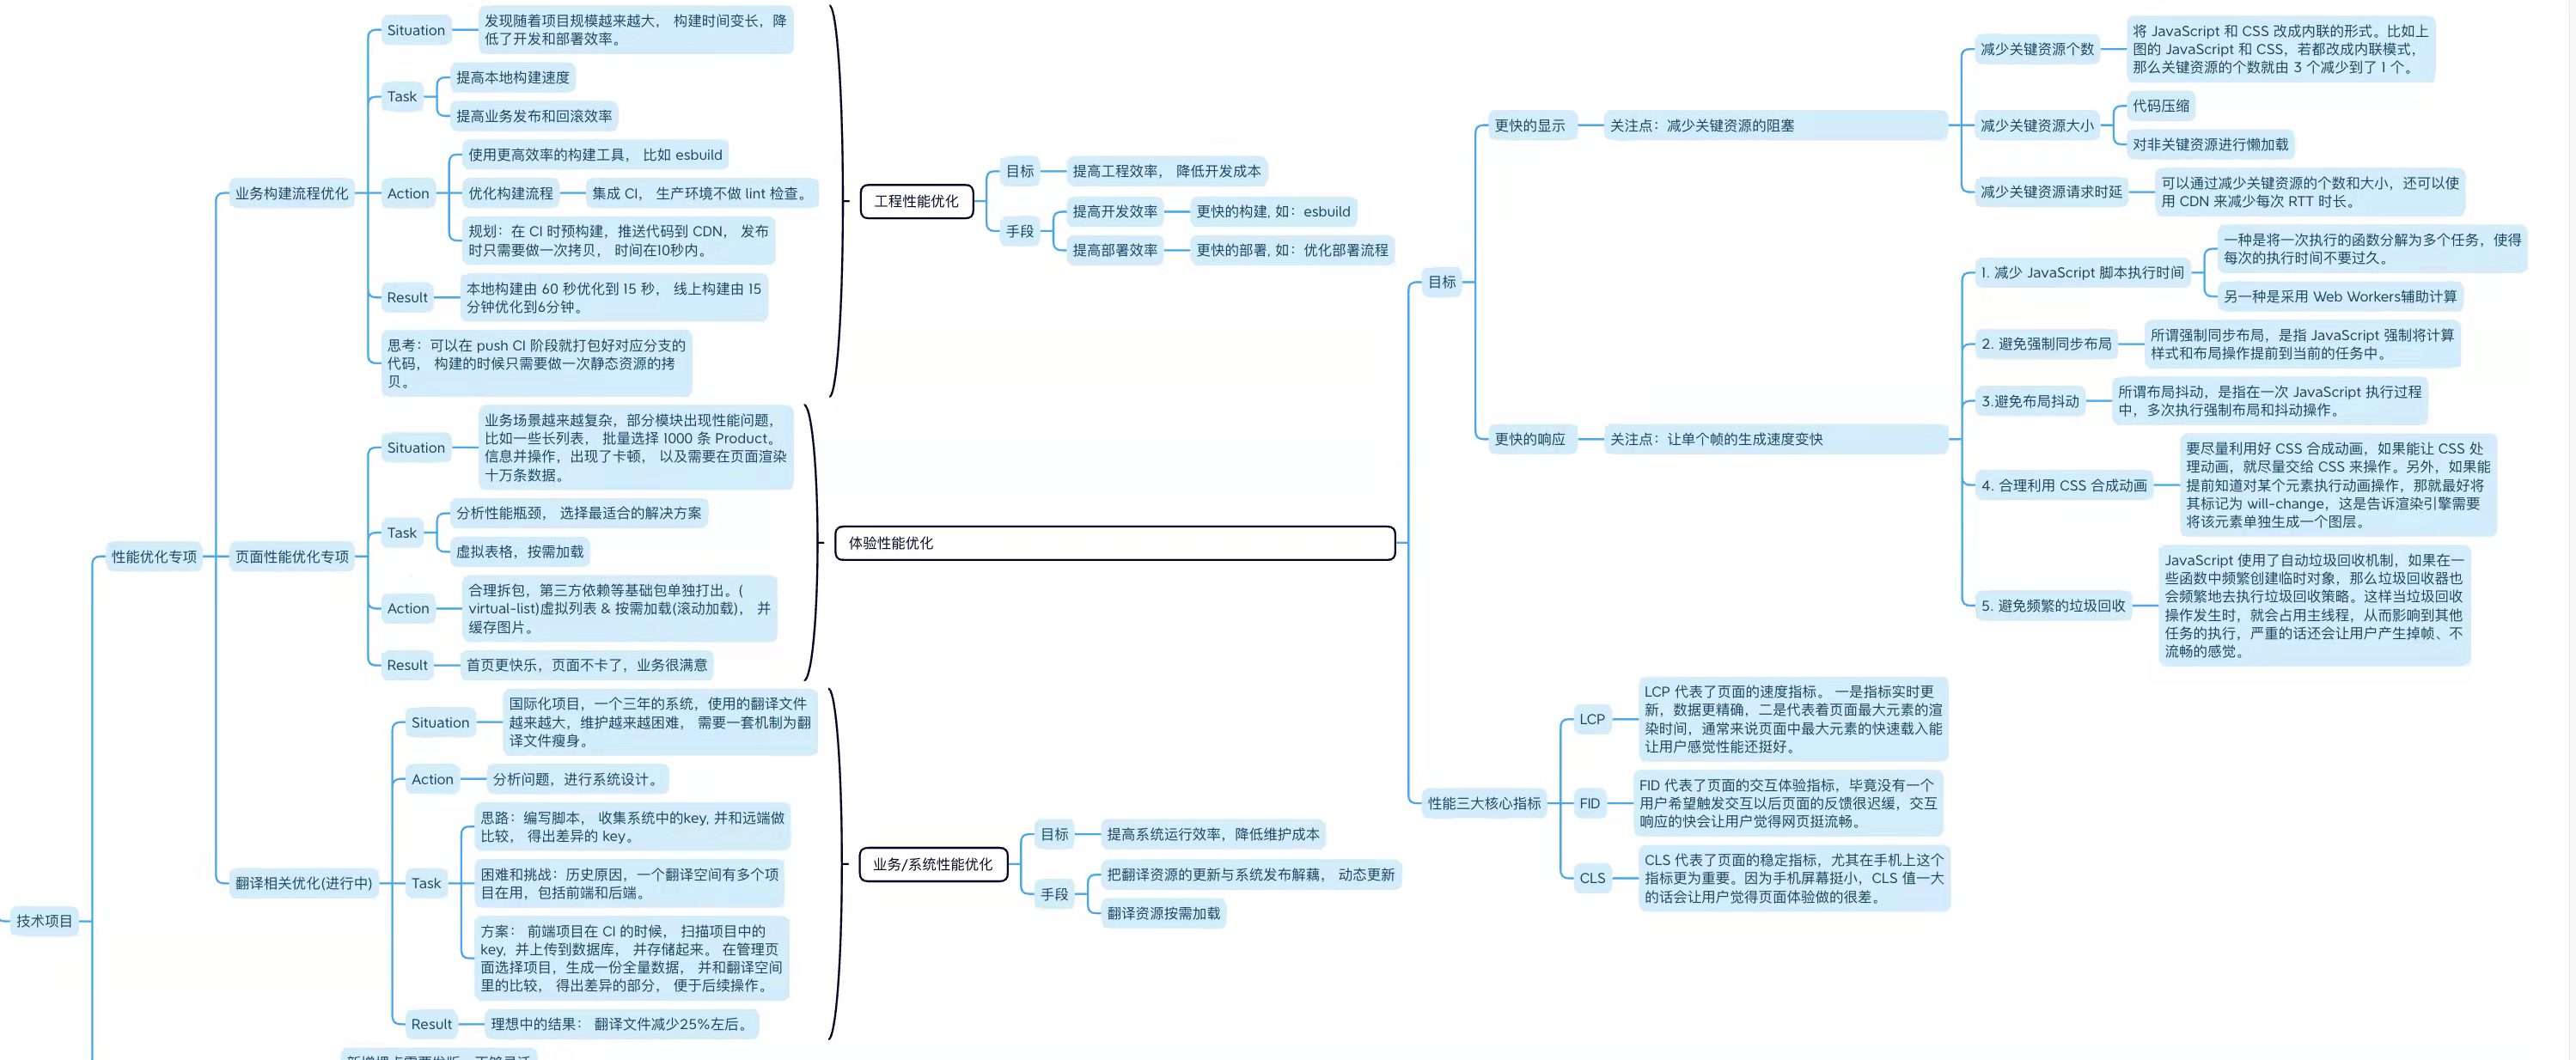 技术项目
性能优化专项
业务构建流程优化
Situation
发现随着项目规模越来越大， 构建时间变长，降
低了开发和部署效率。
Task
提高本地构建速度
提高业务发布和回滚效率
Action
使用更高效率的构建工具， 比如 esbuild
优化构建流程
集成 CI， 生产环境不做 lint 检查。
规划：在 CI 时预构建，推送代码到 CDN， 发布
时只需要做一次拷贝， 时间在10秒内。
Result
本地构建由 60 秒优化到 15 秒， 线上构建由 15
分钟优化到6分钟。
思考：可以在 push CI 阶段就打包好对应分支的
代码， 构建的时候只需要做一次静态资源的拷
贝。
工程性能优化
目标
提高工程效率， 降低开发成本
手段
提高开发效率
更快的构建, 如：esbuild
提高部署效率
更快的部署, 如：优化部署流程
页面性能优化专项
Situation
业务场景越来越复杂，部分模块出现性能问题，
比如一些长列表， 批量选择 1000 条 Product。
信息并操作，出现了卡顿， 以及需要在页面渲染
十万条数据。
Task
分析性能瓶颈， 选择最适合的解决方案
虚拟表格，按需加载
Action
合理拆包，第三方依赖等基础包单独打出。(
virtual-list)虚拟列表 & 按需加载(滚动加载)， 并
缓存图片。
Result
首页更快乐，页面不卡了，业务很满意
体验性能优化
目标
更快的显示
关注点：减少关键资源的阻塞
减少关键资源个数
将 JavaScript 和 CSS 改成内联的形式。比如上
图的 JavaScript 和 CSS，若都改成内联模式，
那么关键资源的个数就由 3 个减少到了 1 个。
减少关键资源大小
代码压缩
对非关键资源进行懒加载
减少关键资源请求时延
可以通过减少关键资源的个数和大小，还可以使
用 CDN 来减少每次 RTT 时长。
更快的响应
关注点：让单个帧的生成速度变快
1. 减少 JavaScript 脚本执行时间
一种是将一次执行的函数分解为多个任务，使得
每次的执行时间不要过久。
另一种是采用 Web Workers辅助计算
2. 避免强制同步布局
所谓强制同步布局，是指 JavaScript 强制将计算
样式和布局操作提前到当前的任务中。
3.避免布局抖动
所谓布局抖动，是指在一次 JavaScript 执行过程
中，多次执行强制布局和抖动操作。
4. 合理利用 CSS 合成动画
要尽量利用好 CSS 合成动画，如果能让 CSS 处
理动画，就尽量交给 CSS 来操作。另外，如果能
提前知道对某个元素执行动画操作，那就最好将
其标记为 will-change，这是告诉渲染引擎需要
将该元素单独生成一个图层。
5. 避免频繁的垃圾回收
JavaScript 使用了自动垃圾回收机制，如果在一
些函数中频繁创建临时对象，那么垃圾回收器也
会频繁地去执行垃圾回收策略。这样当垃圾回收
操作发生时，就会占用主线程，从而影响到其他
任务的执行，严重的话还会让用户产生掉帧、不
流畅的感觉。
性能三大核心指标
LCP
LCP 代表了页面的速度指标。 一是指标实时更
新，数据更精确，二是代表着页面最大元素的渲
染时间，通常来说页面中最大元素的快速载入能
让用户感觉性能还挺好。
FID
FID 代表了页面的交互体验指标，毕竟没有一个
用户希望触发交互以后页面的反馈很迟缓，交互
响应的快会让用户觉得网页挺流畅。
CLS
CLS 代表了页面的稳定指标，尤其在手机上这个
指标更为重要。因为手机屏幕挺小，CLS 值一大
的话会让用户觉得页面体验做的很差。
翻译相关优化(进行中)
Situation
国际化项目，一个三年的系统，使用的翻译文件
越来越大，维护越来越困难， 需要一套机制为翻
译文件瘦身。
Action
分析问题，进行系统设计。
Task
思路：编写脚本， 收集系统中的key, 并和远端做
比较， 得出差异的 key。
困难和挑战：历史原因，一个翻译空间有多个项
目在用，包括前端和后端。
方案： 前端项目在 CI 的时候， 扫描项目中的
key, 并上传到数据库， 并存储起来。 在管理页
面选择项目，生成一份全量数据， 并和翻译空间
里的比较， 得出差异的部分， 便于后续操作。
Result
理想中的结果： 翻译文件减少25%左后。
业务/系统性能优化
目标
提高系统运行效率，降低维护成本
手段
把翻译资源的更新与系统发布解藕， 动态更新
翻译资源按需加载